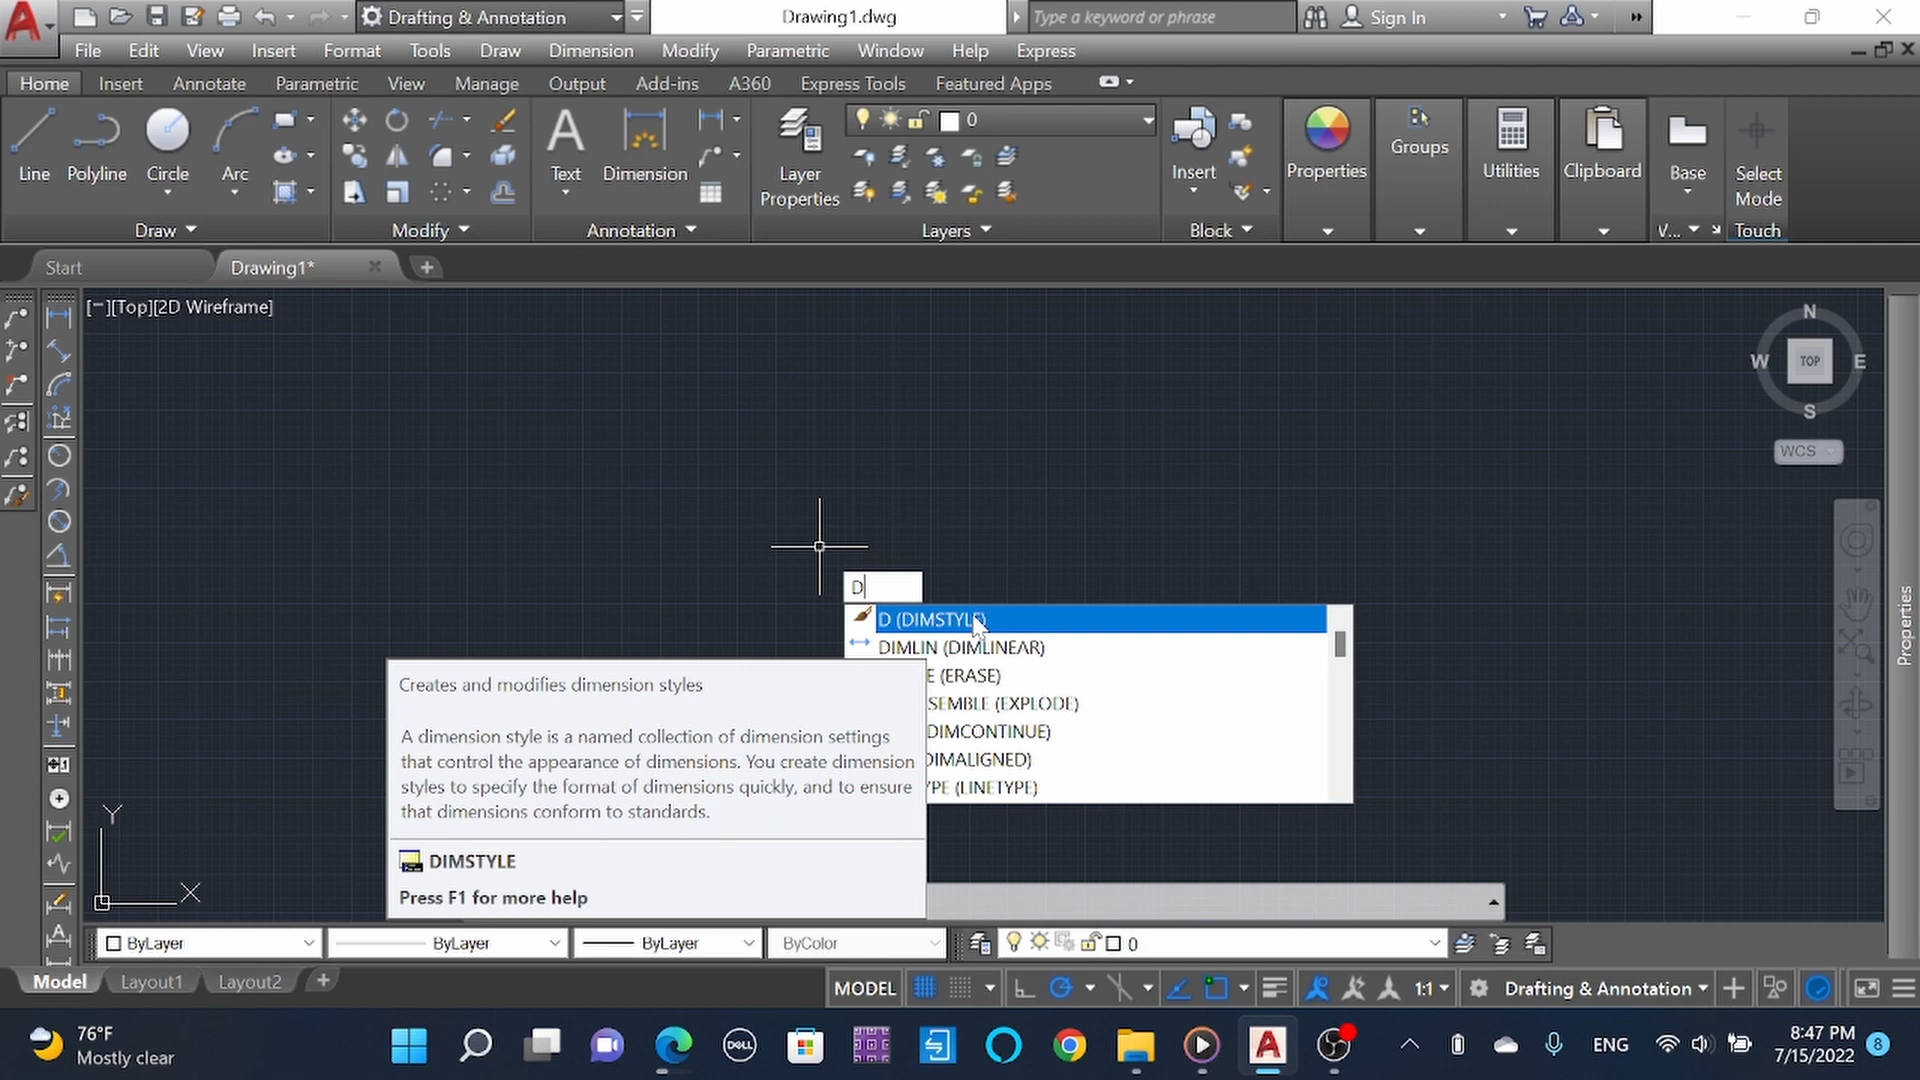 Drafting & Annotation
Drawing1.dwg
Type a keyword or phrase
Sign In
File Edit View Insert Format Tools Draw Dimension Modify Parametric Window Help Express
Home Insert Annotate Parametric View Manage Output Add-ins A360 Express Tools Featured Apps
0
Line Polyline Circle Arc Text Dimension
Layer
Properties
Insert
Properties
Groups
Utilities
Clipboard
Base
Select
Mode
Draw Modify Annotation Layers Block V... Touch
Start Drawing1*
[−][Top][2D Wireframe]
N
W TOP E
S
WCS
Properties
D
D (DIMSTYLE)
DIMLIN (DIMLINEAR)
E (ERASE)
SEMBLE (EXPLODE)
DIMCONTINUE)
DIMALIGNED)
YPE (LINETYPE)
Creates and modifies dimension styles
A dimension style is a named collection of dimension settings
that control the appearance of dimensions. You create dimension
styles to specify the format of dimensions quickly, and to ensure
that dimensions conform to standards.
DIMSTYLE
Press F1 for more help
Y
X
ByLayer ByLayer ByLayer ByColor 0
Model Layout1 Layout2
MODEL 1:1 Drafting & Annotation
76°F
Mostly clear
DELL
ENG
8:47 PM
7/15/2022
8